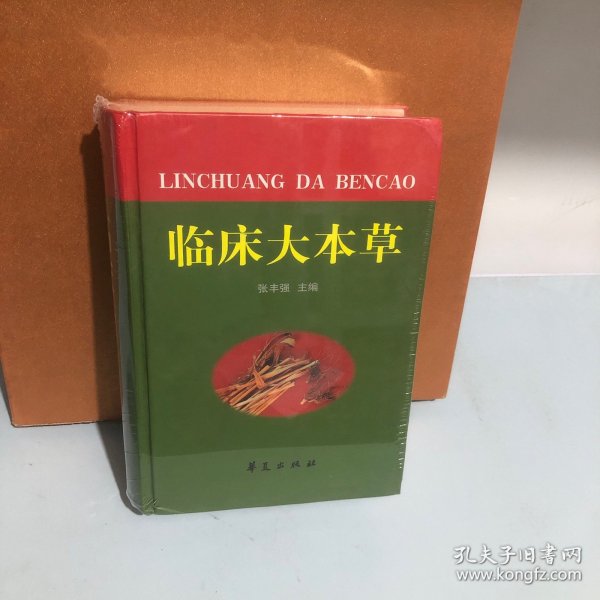 LINCHUANG DA BENCAO
临床大本草
张丰强 主编
华夏出版社
孔夫子旧书网
www.kongfz.com